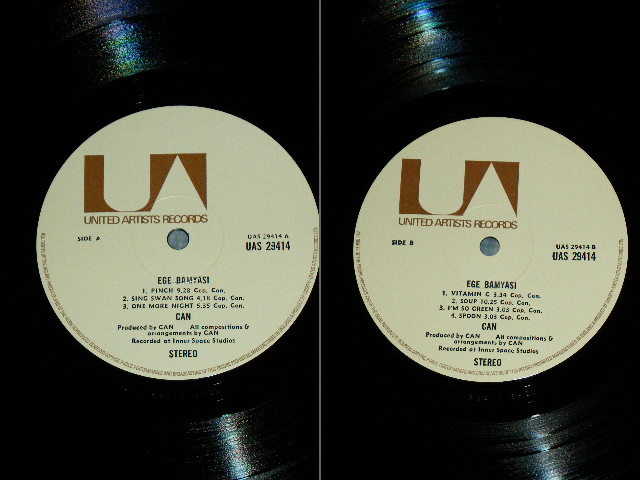 UA
UNITED ARTISTS RECORDS
SIDE A
UAS 29414 A
UAS 29414
EGE BAMYASI
1. PINCH 9.28 Cop. Con.
2. SING SWAN SONG 4.18 Cop. Con.
3. ONE MORE NIGHT 5.35 Cop. Con.
CAN
Produced by CAN All compositions &
arrangements by CAN
Recorded at Inner Space Studios
STEREO
UA
UNITED ARTISTS RECORDS
SIDE B
UAS 29414 B
UAS 29414
EGE BAMYASI
1. VITAMIN C 3.34 Cop. Con.
2. SOUP 10.25 Cop. Con.
3. I'M SO GREEN 3.03 Cop. Con.
4. SPOON 3.03 Cop. Con.
CAN
Produced by CAN All compositions &
arrangements by CAN
Recorded at Inner Space Studios
STEREO